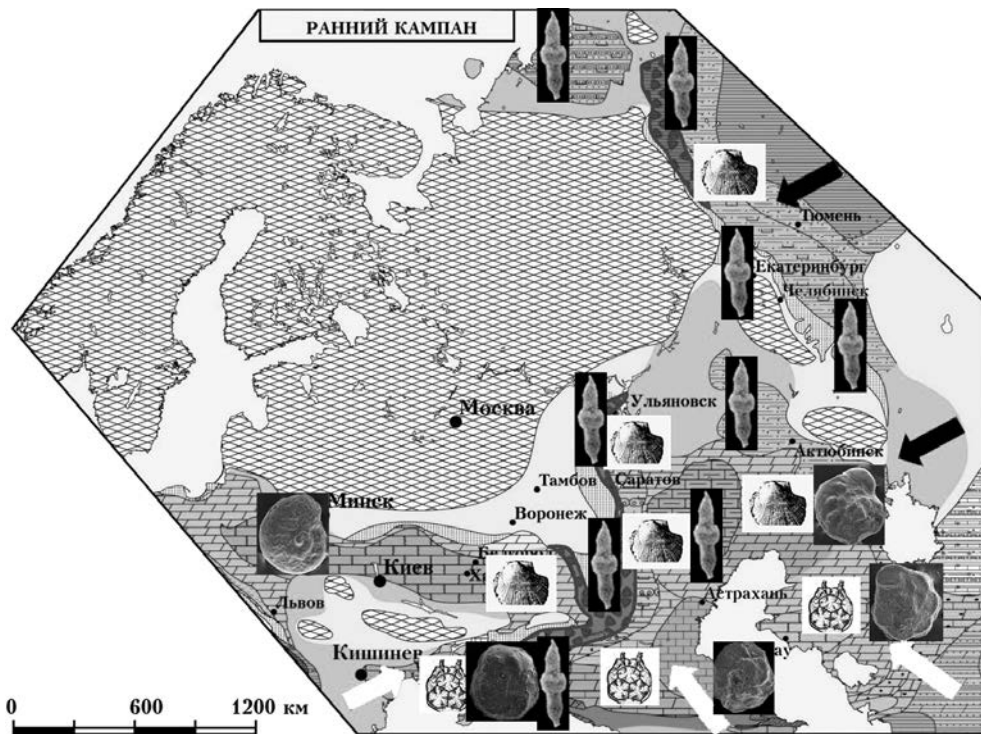 РАННИЙ КАМПАН
Тюмень
Екатеринбург
Челябинск
Ульяновск
Москва
Актюбинск
Саратов
Тамбов
Минск
Воронеж
Киев
Астрахань
Львов
Кишинев
0 600 1200 км